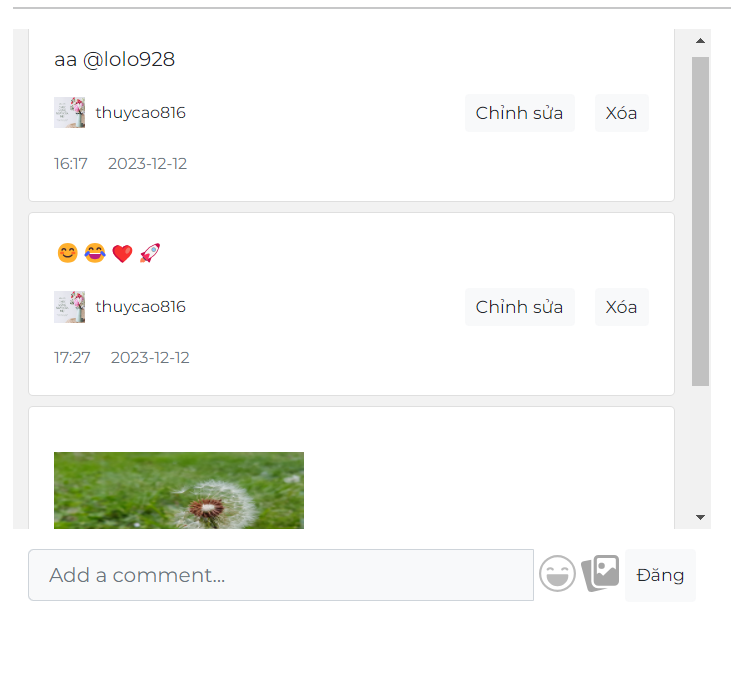 aa @lolo928
thuycao816
Chỉnh sửa
Xóa
16:17 2023-12-12
😊😂❤️🚀
thuycao816
Chỉnh sửa
Xóa
17:27 2023-12-12
Add a comment...
Đăng